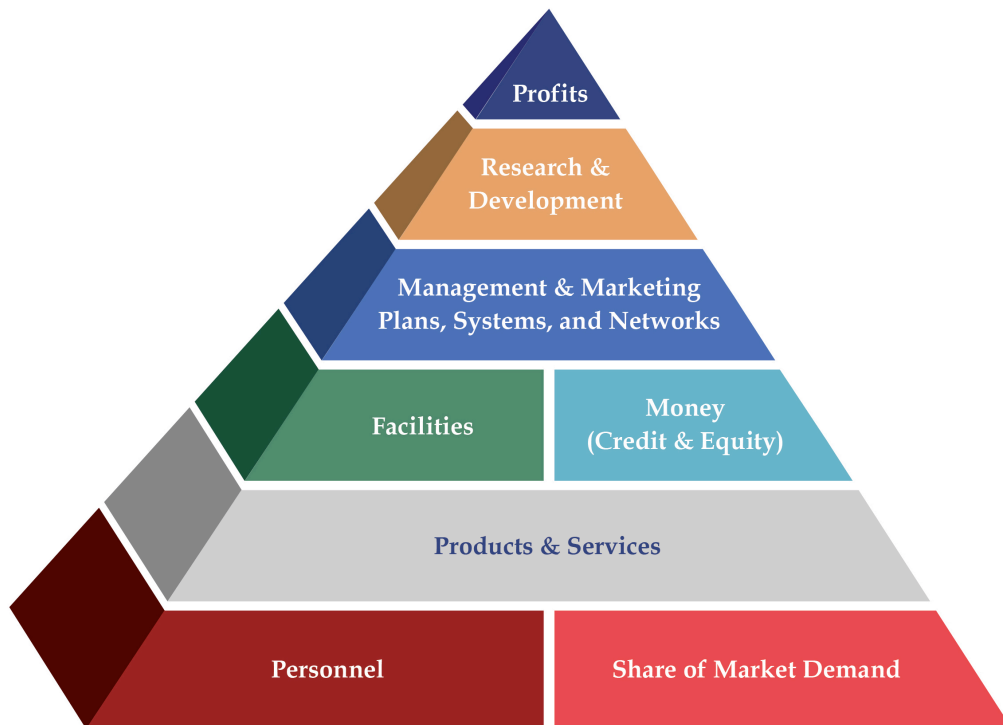 Profits
Research &
Development
Management & Marketing
Plans, Systems, and Networks
Facilities
Money
(Credit & Equity)
Products & Services
Personnel
Share of Market Demand